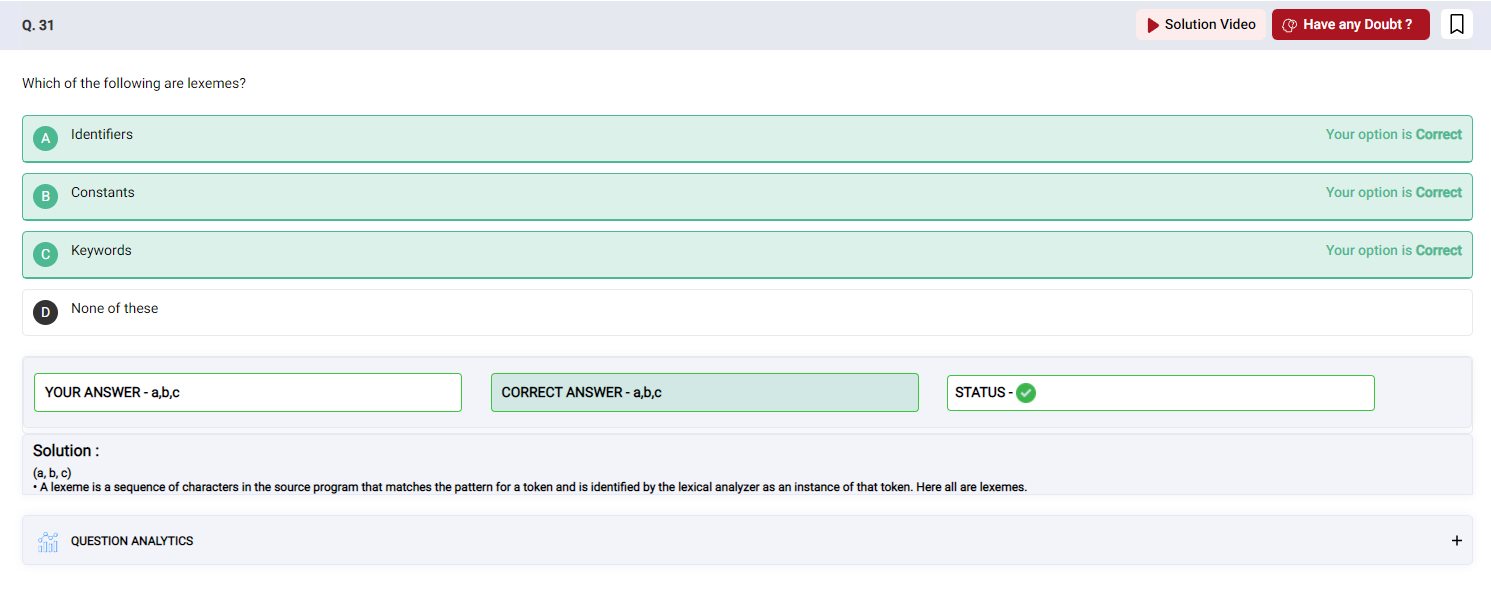 Q. 31
Solution Video
Have any Doubt ?
Which of the following are lexemes?
A
Identifiers
Your option is Correct
B
Constants
Your option is Correct
C
Keywords
Your option is Correct
D
None of these
YOUR ANSWER - a,b,c
CORRECT ANSWER - a,b,c
STATUS -
Solution :
(a, b, c)
• A lexeme is a sequence of characters in the source program that matches the pattern for a token and is identified by the lexical analyzer as an instance of that token. Here all are lexemes.
QUESTION ANALYTICS
+